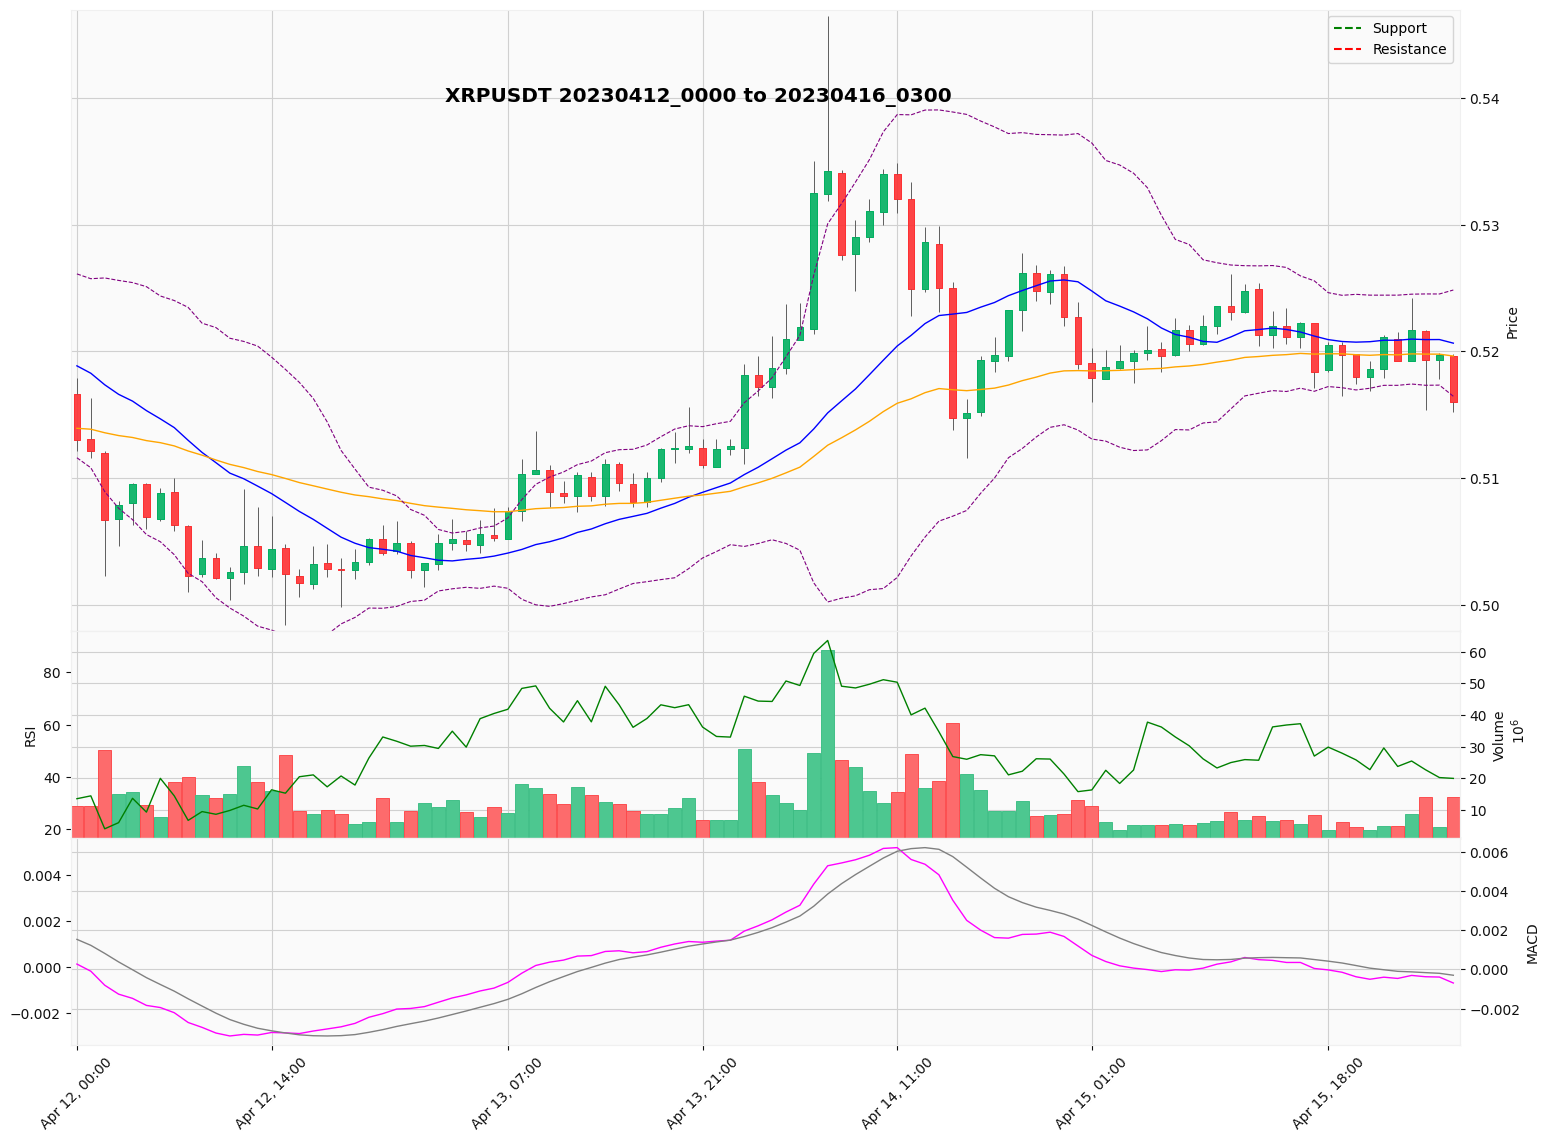 Support
Resistance
XRPUSDT 20230412_0000 to 20230416_0300
0.54
0.53
0.52
0.51
0.50
Price
80
60
40
20
RSI
60
50
40
30
20
10
Volume
10^6
0.004
0.002
0.000
−0.002
0.006
0.004
0.002
0.000
−0.002
MACD
Apr 12, 00:00
Apr 12, 14:00
Apr 13, 07:00
Apr 13, 21:00
Apr 14, 11:00
Apr 15, 01:00
Apr 15, 18:00